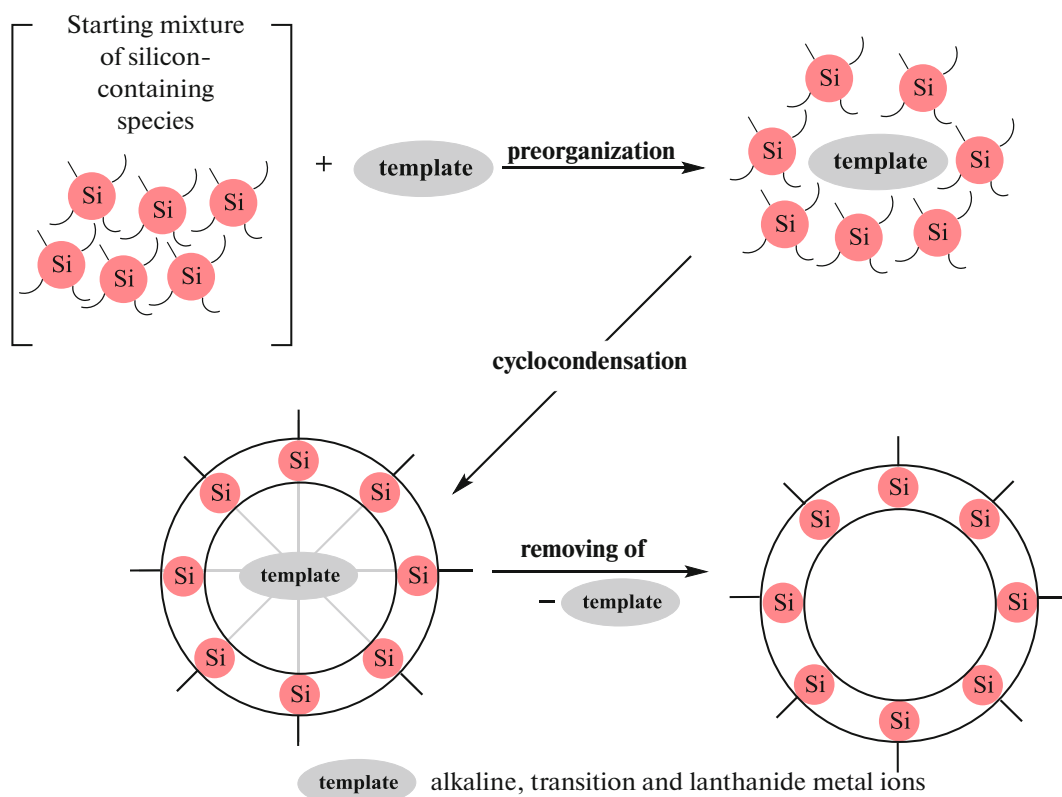 Starting mixture
of silicon-
containing
species
Si
Si
Si
Si
Si
Si
+
template
preorganization
Si
Si
Si
template
Si
Si
Si
Si
cyclocondensation
Si
Si
Si
Si
template
Si
Si
Si
Si
removing of
– template
Si
Si
Si
Si
Si
Si
Si
Si
template alkaline, transition and lanthanide metal ions